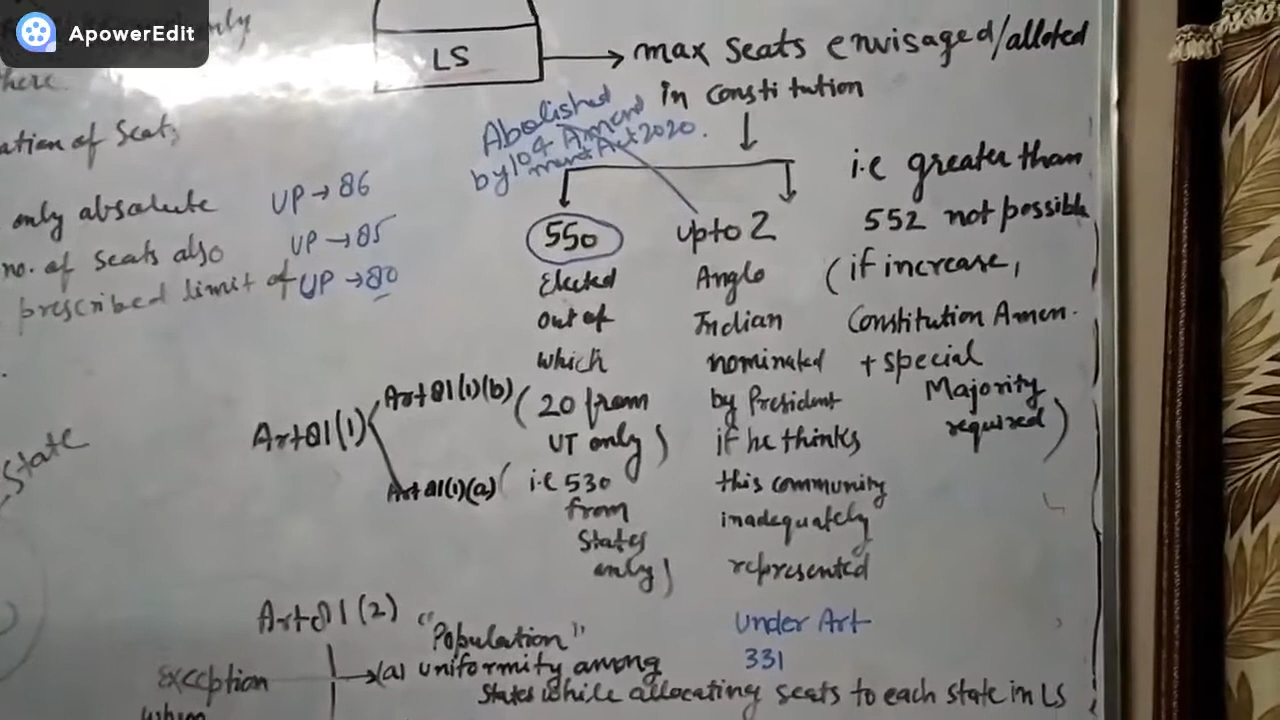 ApowerEdit
here
ation of Seats
only absolute
no. of seats also
prescribed limit of
UP → 86
UP → 85
UP → 80
LS → max seats envisaged/alloted
in constitution
Abolished
by 104 Amend
ment Act 2020.
i.e greater than
552 not possible
(if increase,
Constitution Amen.
+ special
Majority
required)
550
Elected
out of
which
(20 from
UT only)
(i.e 530
from
States
only)
upto 2
Anglo
Indian
nominated
by President
if he thinks
this community
inadequately
represented
under Art
331
Art 81(1)
Art 81(1)(b)
Art 81(1)(a)
State
Art 81(2) "Population"
Exception
when
→ (a) uniformity among
States while allocating seats to each state in LS